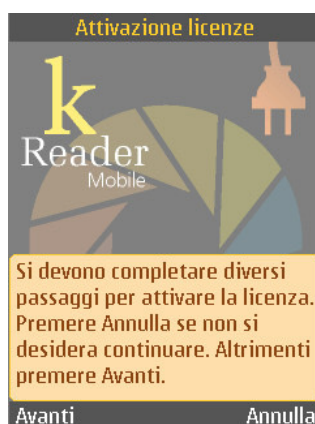 Attivazione licenze
k
Reader
Mobile
Si devono completare diversi
passaggi per attivare la licenza.
Premere Annulla se non si
desidera continuare. Altrimenti
premere Avanti.
Avanti Annulla